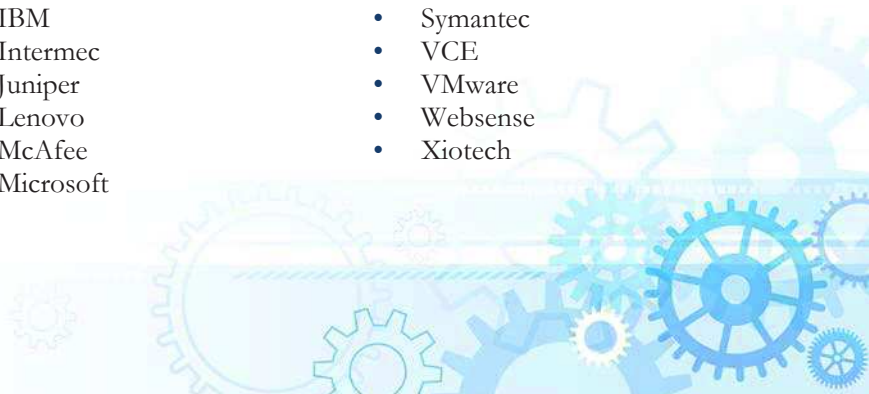 IBM
Intermec
Juniper
Lenovo
McAfee
Microsoft
• Symantec
• VCE
• VMware
• Websense
• Xiotech